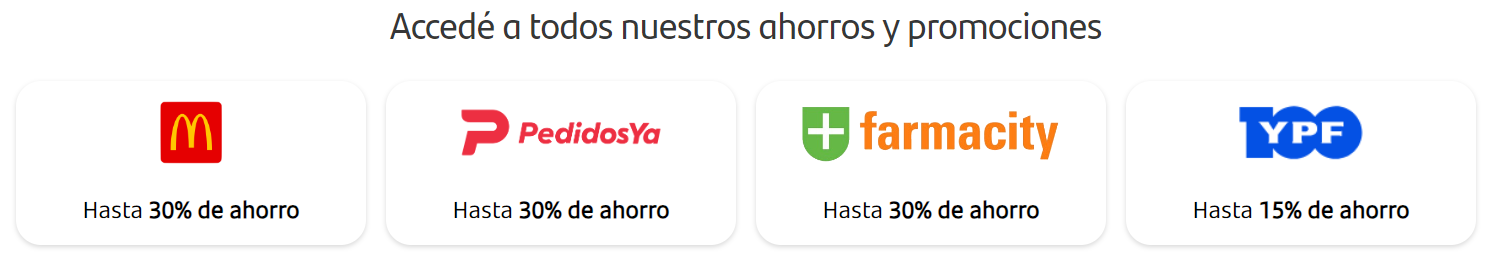 Accedé a todos nuestros ahorros y promociones
PedidosYa
farmacity
YPF
Hasta 30% de ahorro
Hasta 30% de ahorro
Hasta 30% de ahorro
Hasta 15% de ahorro